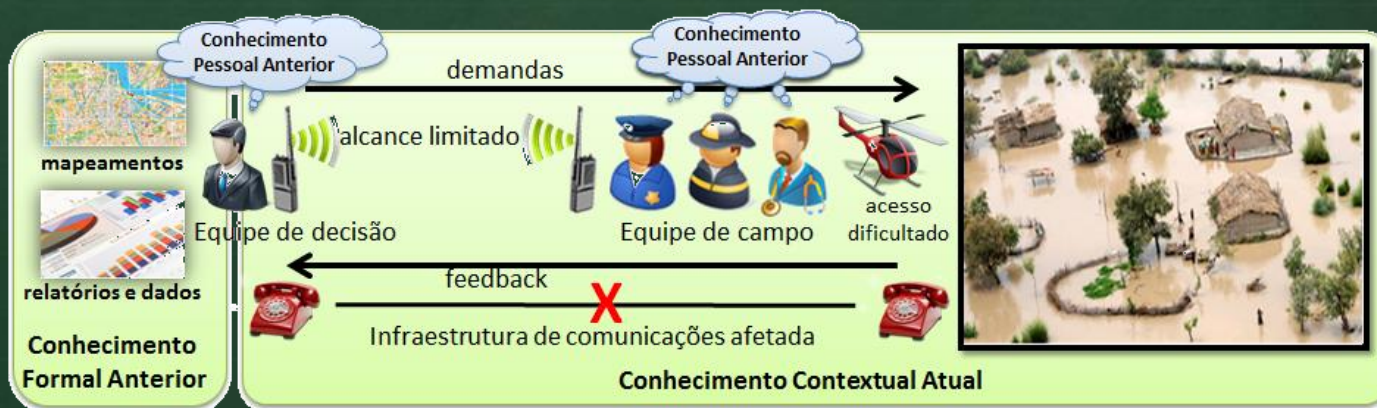 Conhecimento
Pessoal Anterior
Conhecimento
Pessoal Anterior
demandas
alcance limitado
mapeamentos
Equipe de decisão
Equipe de campo
acesso
dificultado
relatórios e dados
feedback
X
Infraestrutura de comunicações afetada
Conhecimento
Formal Anterior
Conhecimento Contextual Atual